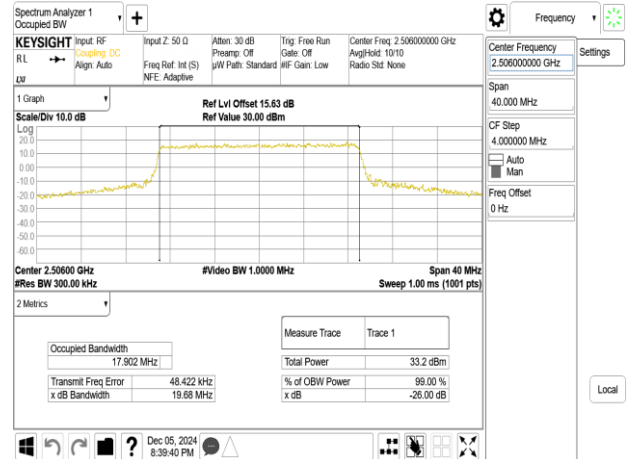 Spectrum Analyzer 1
Occupied BW
Frequency
KEYSIGHT
RL
LXI
Input: RF
Coupling: DC
Align: Auto
Input Z: 50 Ω
Freq Ref: Int (S)
NFE: Adaptive
Atten: 30 dB
Preamp: Off
µW Path: Standard
Trig: Free Run
Gate: Off
#IF Gain: Low
Center Freq: 2.506000000 GHz
Avg|Hold: 10/10
Radio Std: None
Center Frequency
2.506000000 GHz
Settings
Span
40.000 MHz
CF Step
4.000000 MHz
Auto
Man
Freq Offset
0 Hz
Local
1 Graph
Scale/Div 10.0 dB
Ref Lvl Offset 15.63 dB
Ref Value 30.00 dBm
Log
20.0
10.0
0.00
-10.0
-20.0
-30.0
-40.0
-50.0
-60.0
Center 2.50600 GHz
#Video BW 1.0000 MHz
Span 40 MHz
#Res BW 300.00 kHz
Sweep 1.00 ms (1001 pts)
2 Metrics
Measure Trace Trace 1
Occupied Bandwidth
17.902 MHz
Total Power 33.2 dBm
Transmit Freq Error 48.422 kHz
% of OBW Power 99.00 %
x dB Bandwidth 19.68 MHz
x dB -26.00 dB
?
Dec 05, 2024
8:39:40 PM